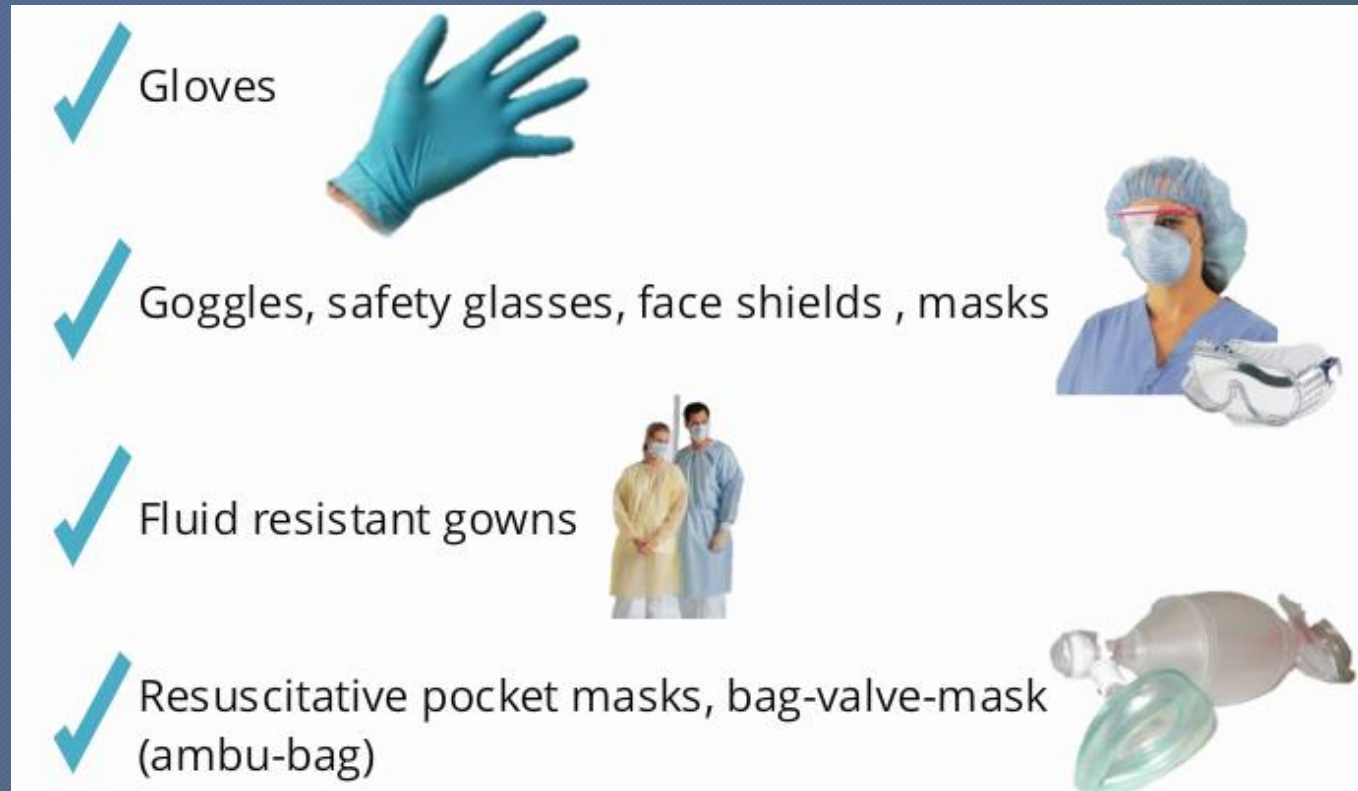 Gloves
Goggles, safety glasses, face shields , masks
Fluid resistant gowns
Resuscitative pocket masks, bag-valve-mask
(ambu-bag)